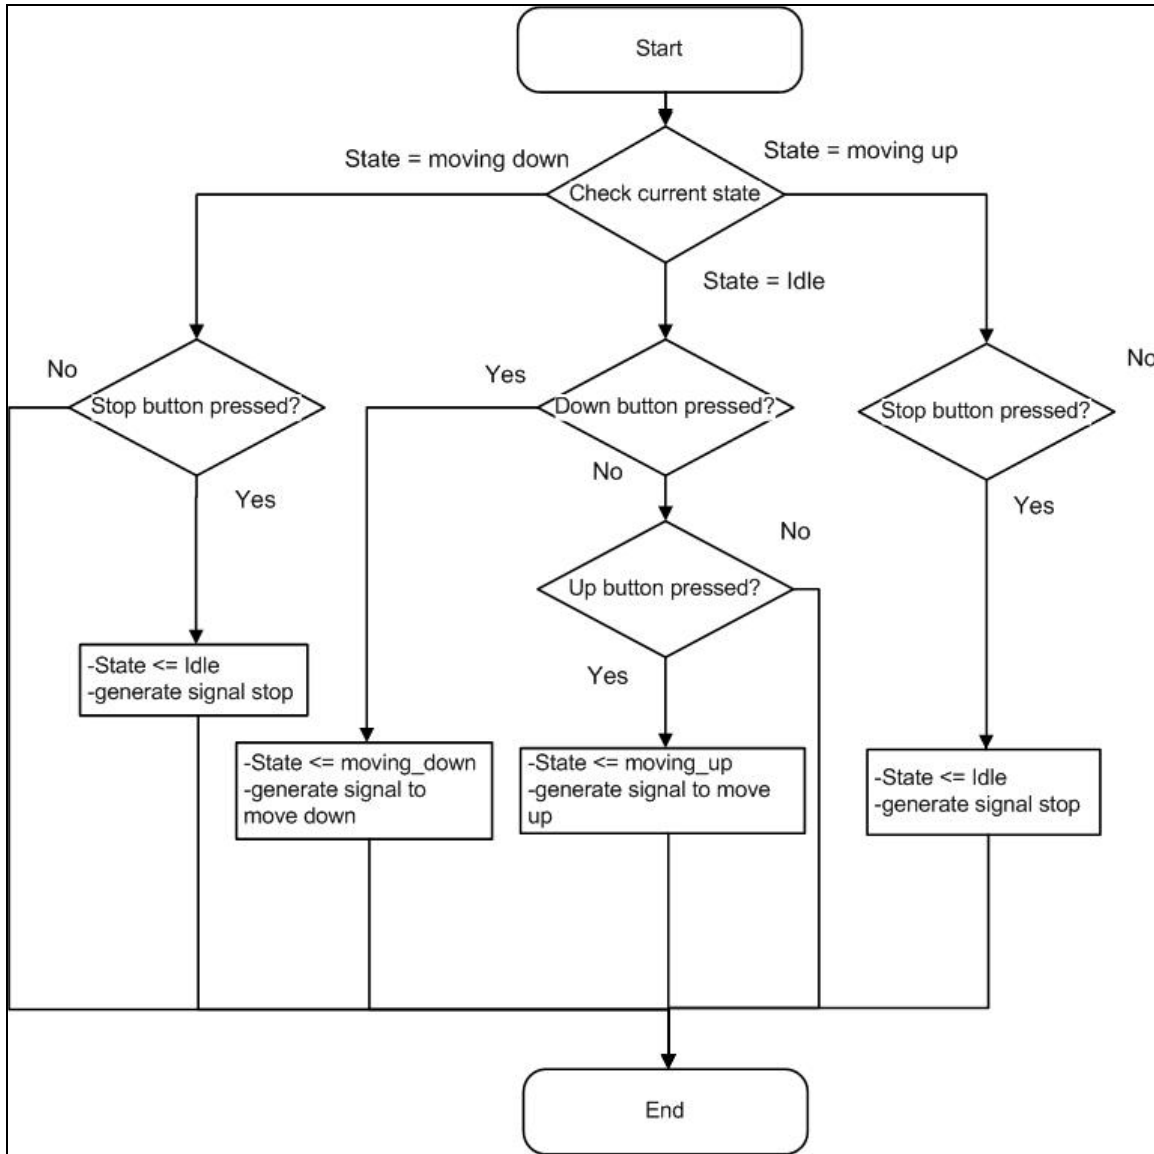 Start
State = moving down
State = moving up
Check current state
State = Idle
No
Stop button pressed?
Yes
Yes
Down button pressed?
No
No
Stop button pressed?
Yes
No
Up button pressed?
Yes
-State <= Idle
-generate signal stop
-State <= moving_down
-generate signal to
move down
-State <= moving_up
-generate signal to move
up
-State <= Idle
-generate signal stop
End